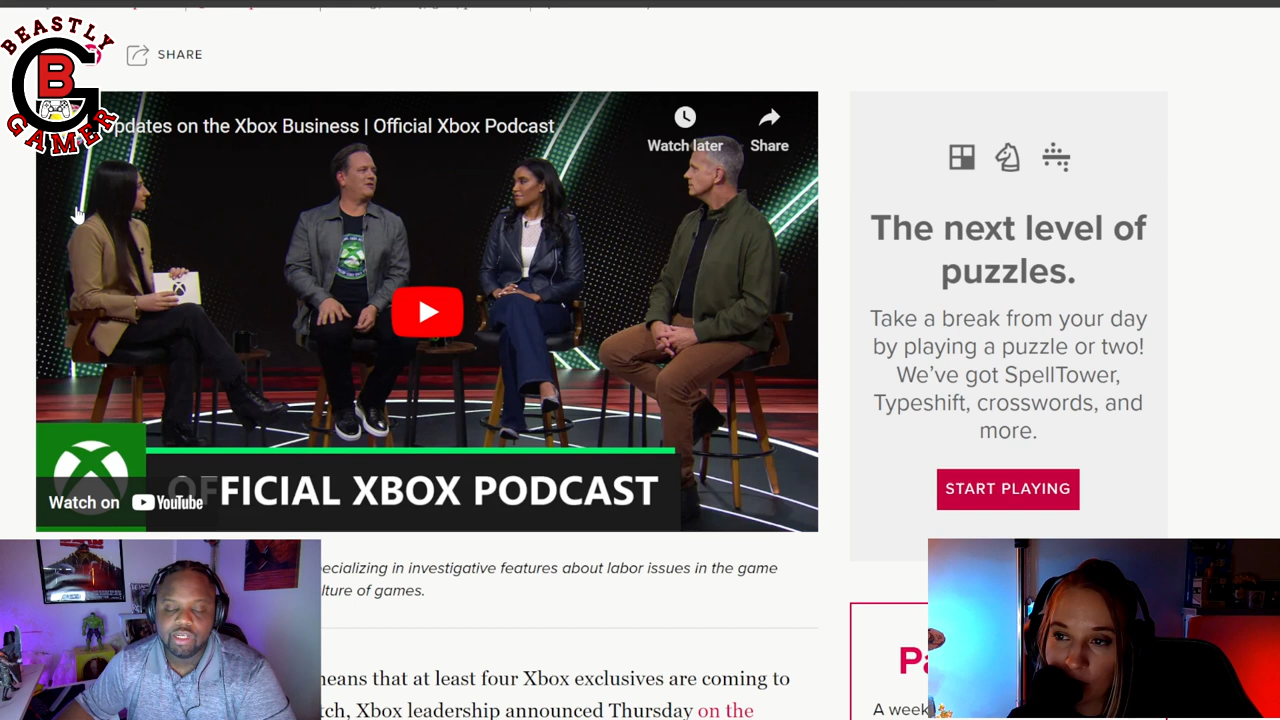 BEASTLY
B
GAMER
SHARE
pdates on the Xbox Business | Official Xbox Podcast
Watch later
Share
Watch on YouTube
OFFICIAL XBOX PODCAST
The next level of
puzzles.
Take a break from your day
by playing a puzzle or two!
We’ve got SpellTower,
Typeshift, crosswords, and
more.
START PLAYING
ecializing in investigative features about labor issues in the game
lture of games.
eans that at least four Xbox exclusives are coming to
tch, Xbox leadership announced Thursday on the
Pa
A week